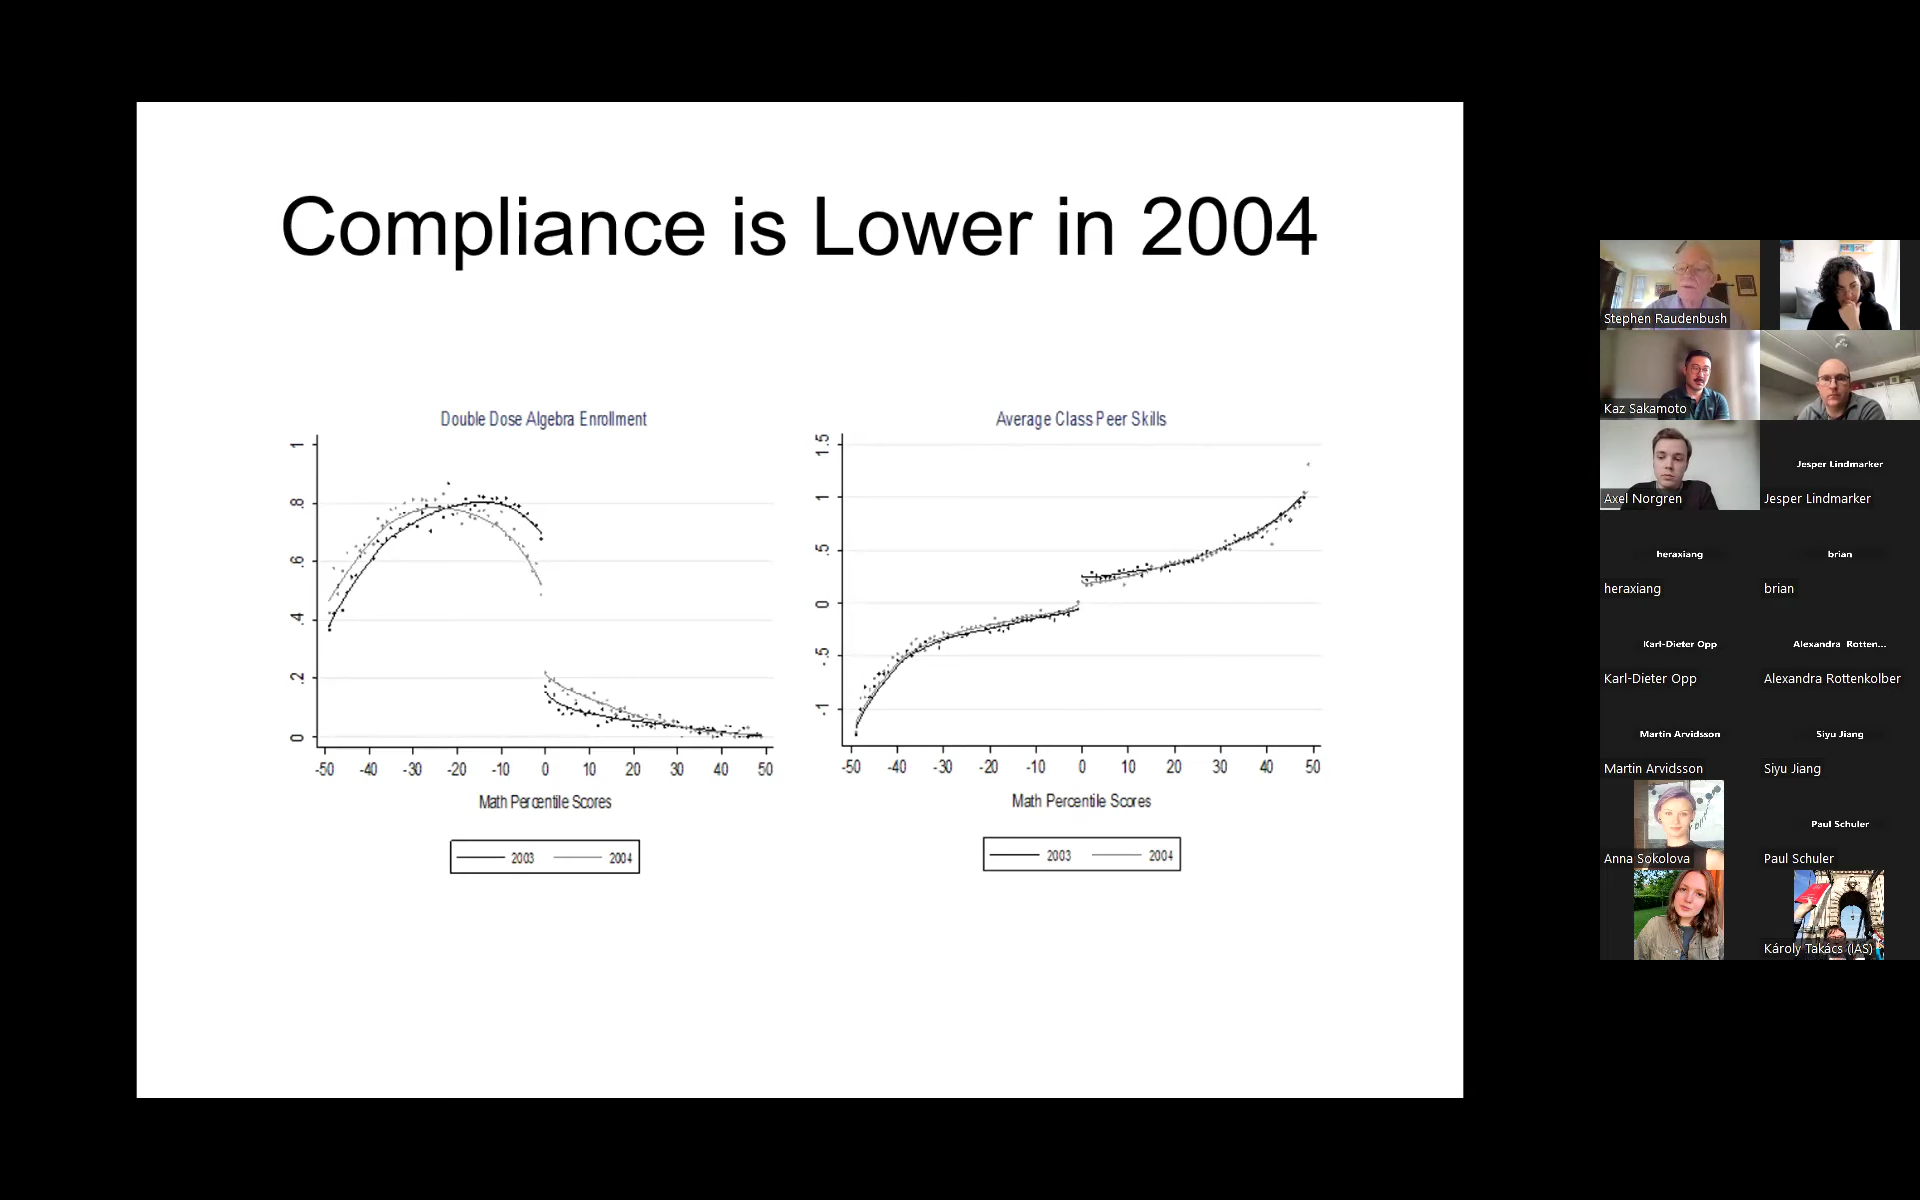 Compliance is Lower in 2004
Double Dose Algebra Enrollment
1
.8
.6
.4
.2
0
-50 -40 -30 -20 -10 0 10 20 30 40 50
Math Percentile Scores
2003 2004
Average Class Peer Skills
1.5
1
.5
0
-.5
-1
-50 -40 -30 -20 -10 0 10 20 30 40 50
Math Percentile Scores
2003 2004
Stephen Raudenbush
Kaz Sakamoto
Axel Norgren
Jesper Lindmarker
Jesper Lindmarker
heraxiang
heraxiang
brian
brian
Karl-Dieter Opp
Karl-Dieter Opp
Alexandra Rotten...
Alexandra Rottenkolber
Martin Arvidsson
Martin Arvidsson
Siyu Jiang
Siyu Jiang
Anna Sokolova
Paul Schuler
Paul Schuler
Károly Takács (IAS)